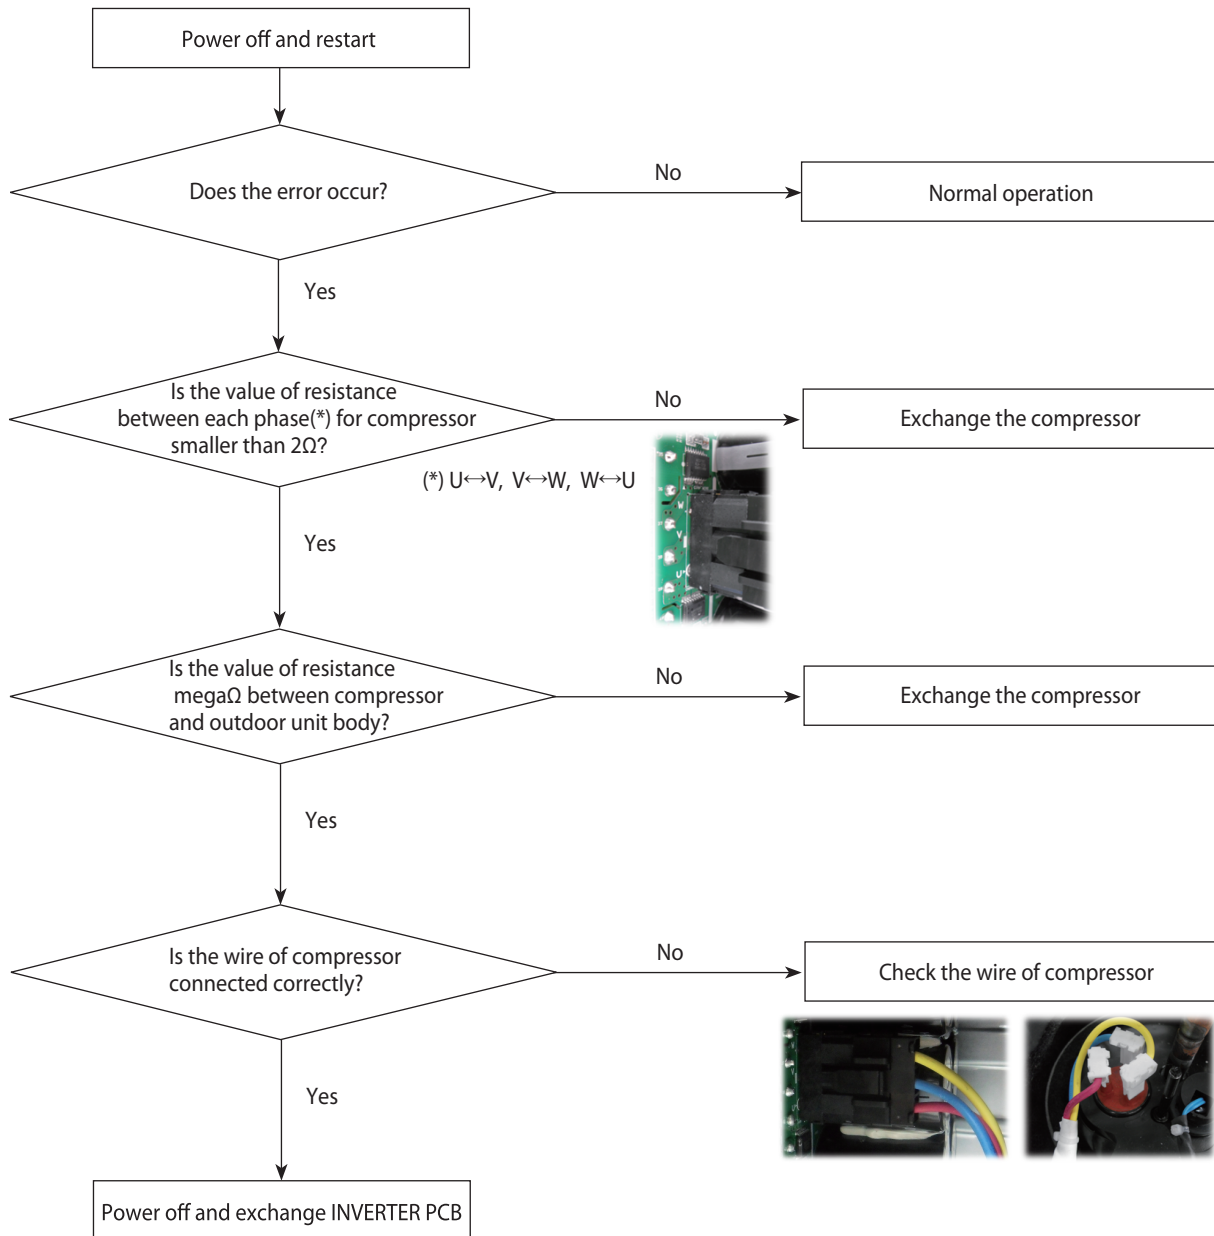 Power off and restart
Does the error occur?
No
Normal operation
Yes
Is the value of resistance
between each phase(*) for compressor
smaller than 2Ω?
No
Exchange the compressor
(*) U↔V, V↔W, W↔U
W
V
U
Yes
Is the value of resistance
megaΩ between compressor
and outdoor unit body?
No
Exchange the compressor
Yes
Is the wire of compressor
connected correctly?
No
Check the wire of compressor
Yes
Power off and exchange INVERTER PCB